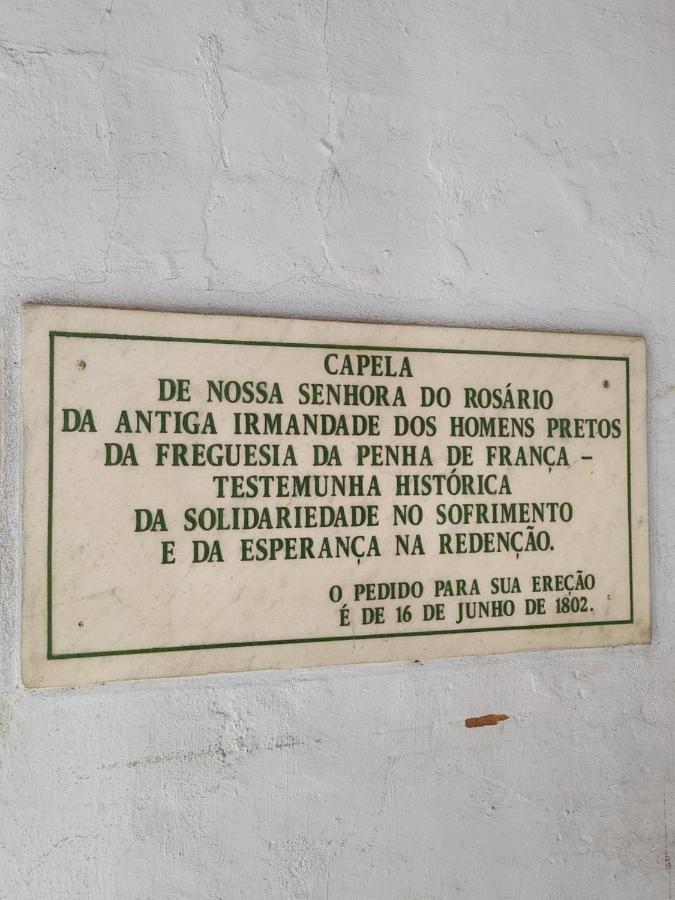 CAPELA
DE NOSSA SENHORA DO ROSÁRIO
DA ANTIGA IRMANDADE DOS HOMENS PRETOS
DA FREGUESIA DA PENHA DE FRANÇA –
TESTEMUNHA HISTÓRICA
DA SOLIDARIEDADE NO SOFRIMENTO
E DA ESPERANÇA NA REDENÇÃO.
O PEDIDO PARA SUA EREÇÃO
É DE 16 DE JUNHO DE 1802.